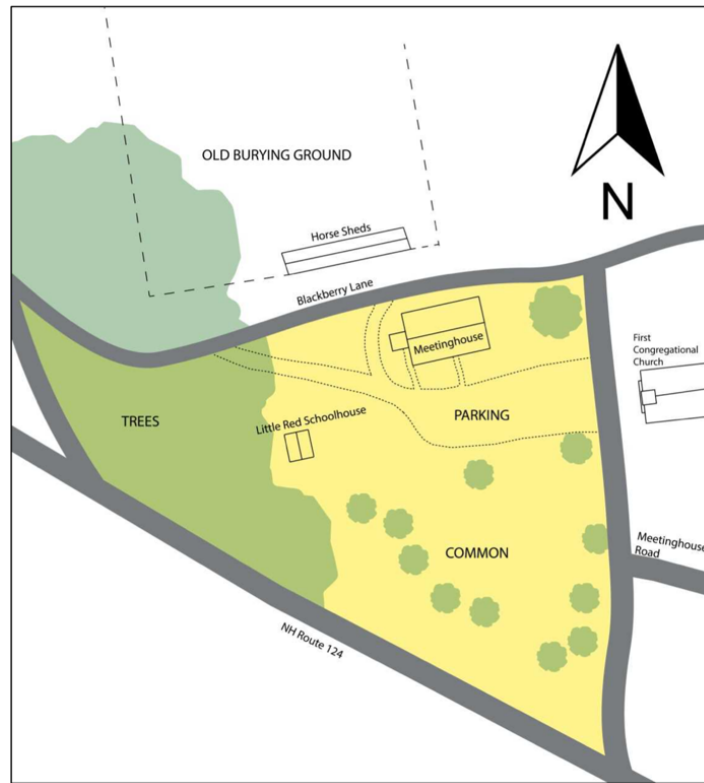 OLD BURYING GROUND
N
Horse Sheds
Blackberry Lane
Meetinghouse
First
Congregational
Church
TREES
Little Red Schoolhouse
PARKING
COMMON
Meetinghouse
Road
NH Route 124